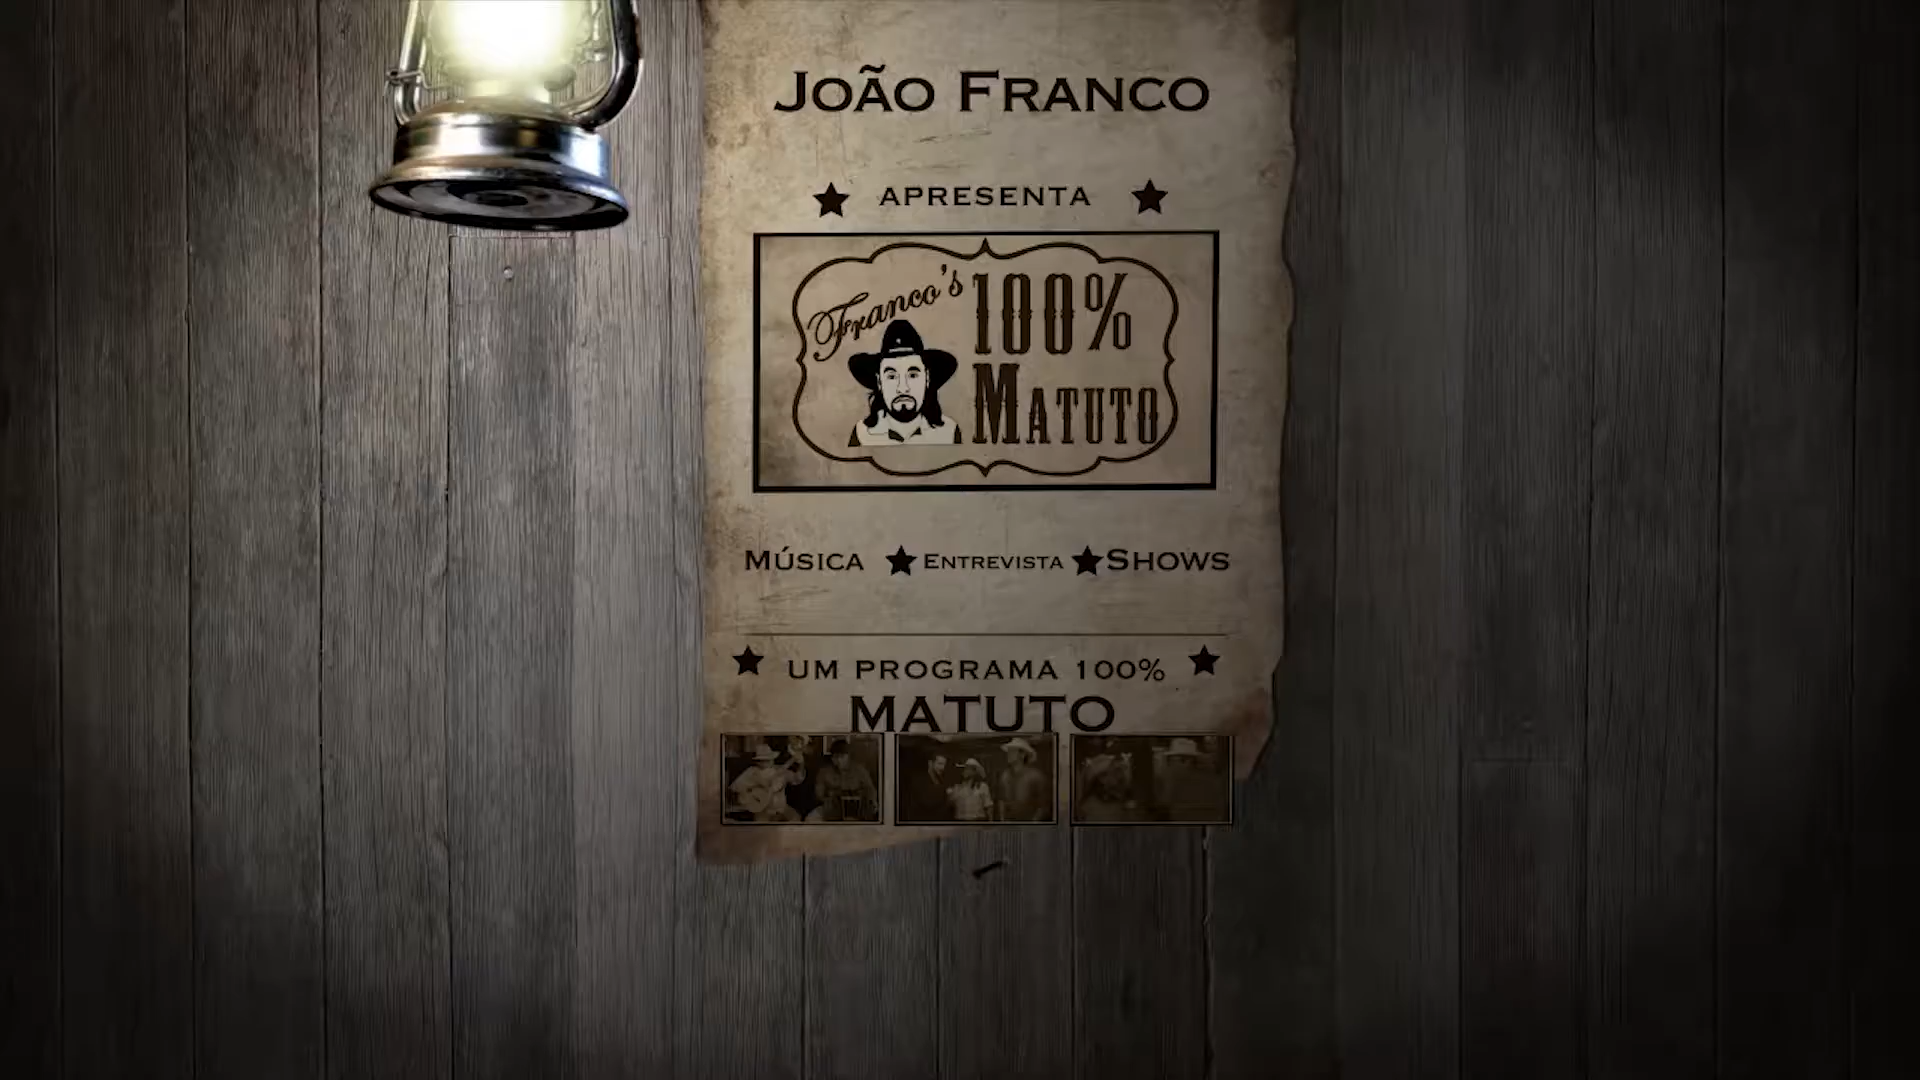 João Franco
APRESENTA
Franco's
100%
Matuto
Música ★ Entrevista ★ Shows
UM PROGRAMA 100%
MATUTO